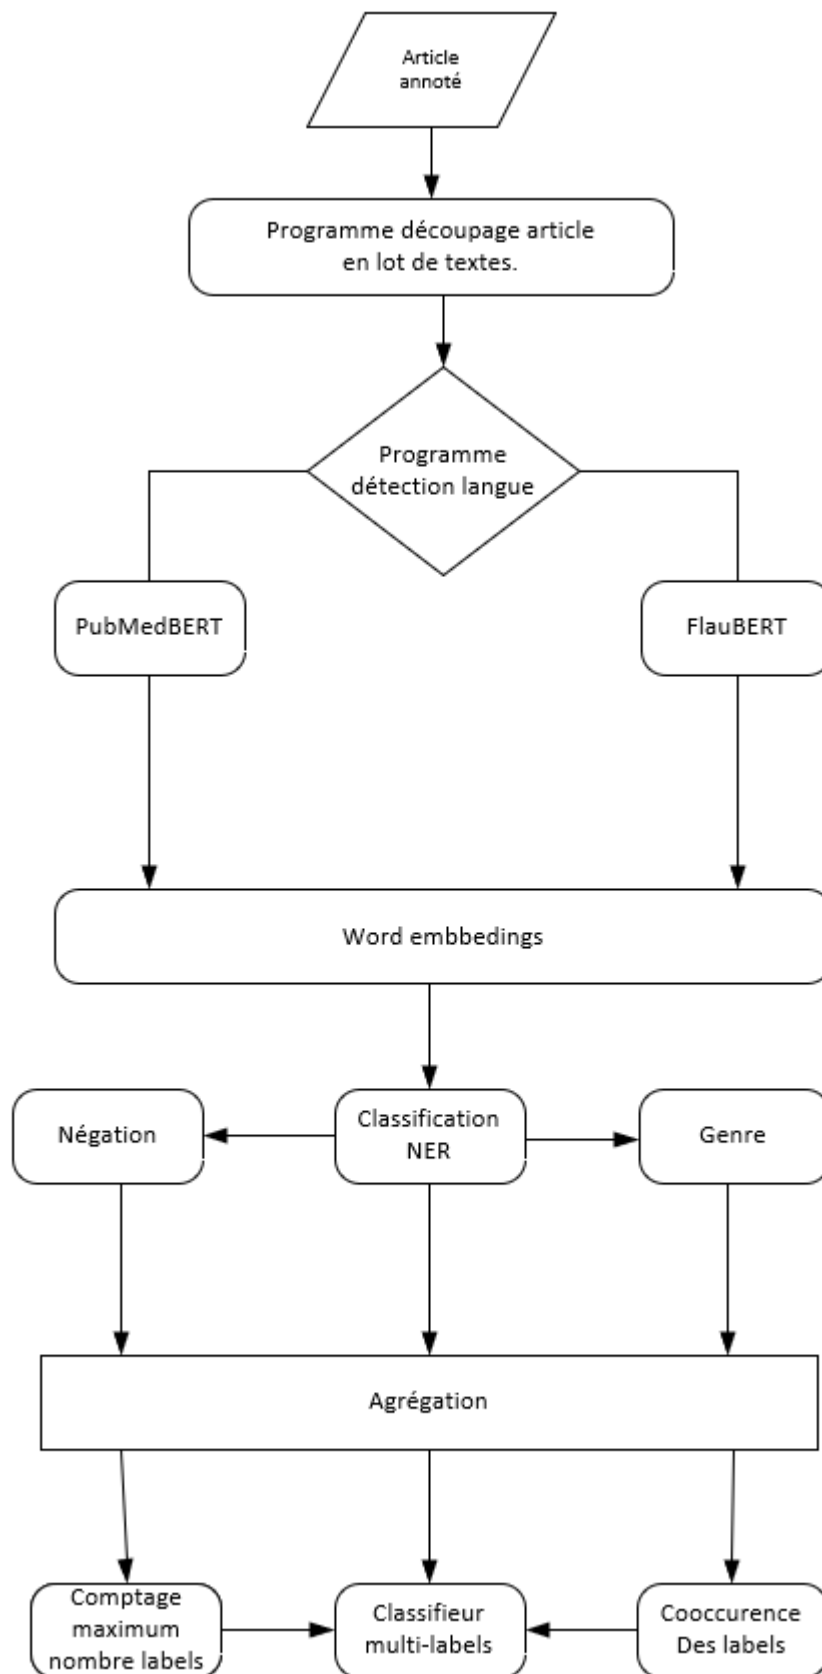 Article
annoté
Programme découpage article
en lot de textes.
Programme
détection langue
PubMedBERT
FlauBERT
Word embbedings
Négation
Classification
NER
Genre
Agrégation
Comptage
maximum
nombre labels
Classifieur
multi-labels
Cooccurence
Des labels